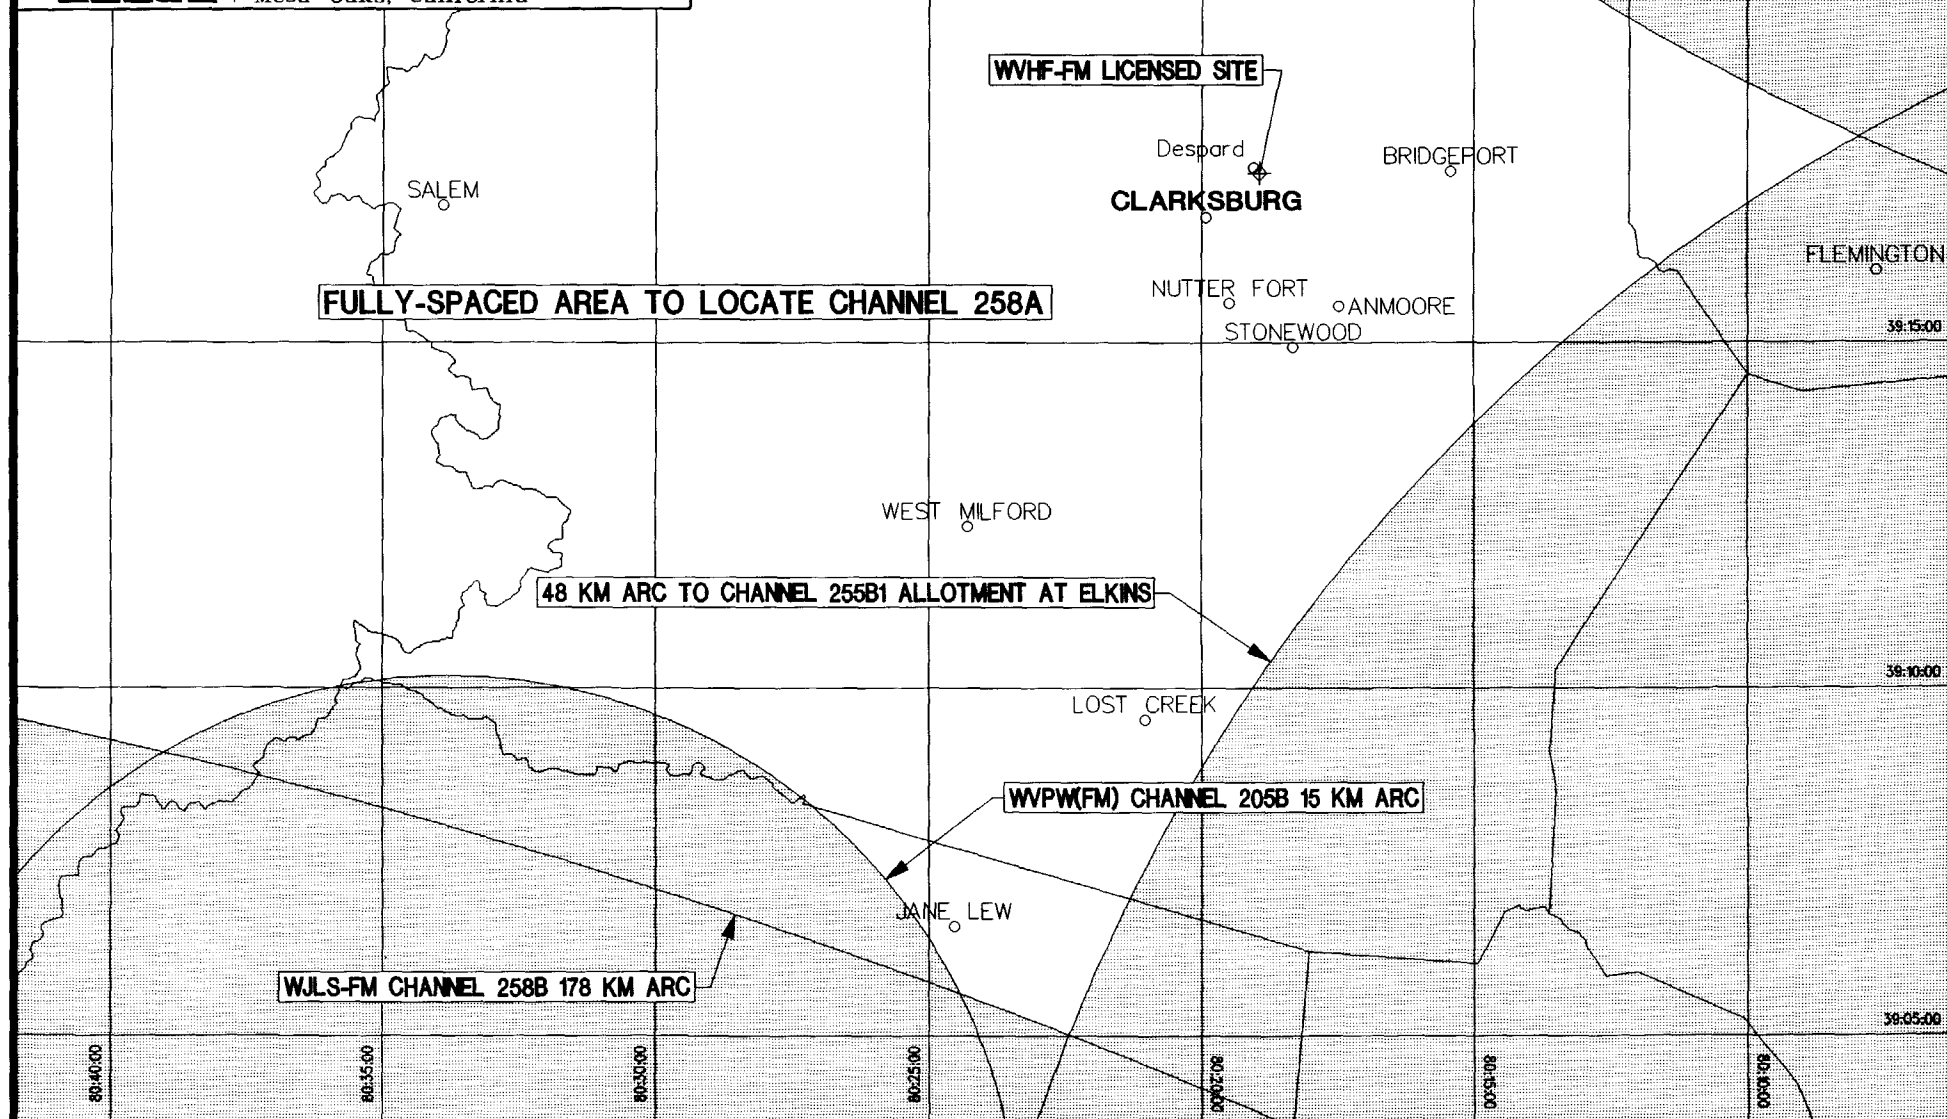 Mesa Oaks, California
WVHF-FM LICENSED SITE
Despard
BRIDGEPORT
SALEM
CLARKSBURG
FLEMINGTON
NUTTER FORT
FULLY-SPACED AREA TO LOCATE CHANNEL 258A
ANMOORE
39:15:00
STONEWOOD
WEST MILFORD
48 KM ARC TO CHANNEL 255B1 ALLOTMENT AT ELKINS
39:10:00
LOST CREEK
WVPW(FM) CHANNEL 205B 15 KM ARC
JANE LEW
WJLS-FM CHANNEL 258B 178 KM ARC
39:05:00
80:40:00
80:35:00
80:30:00
80:25:00
80:20:00
80:15:00
80:10:00